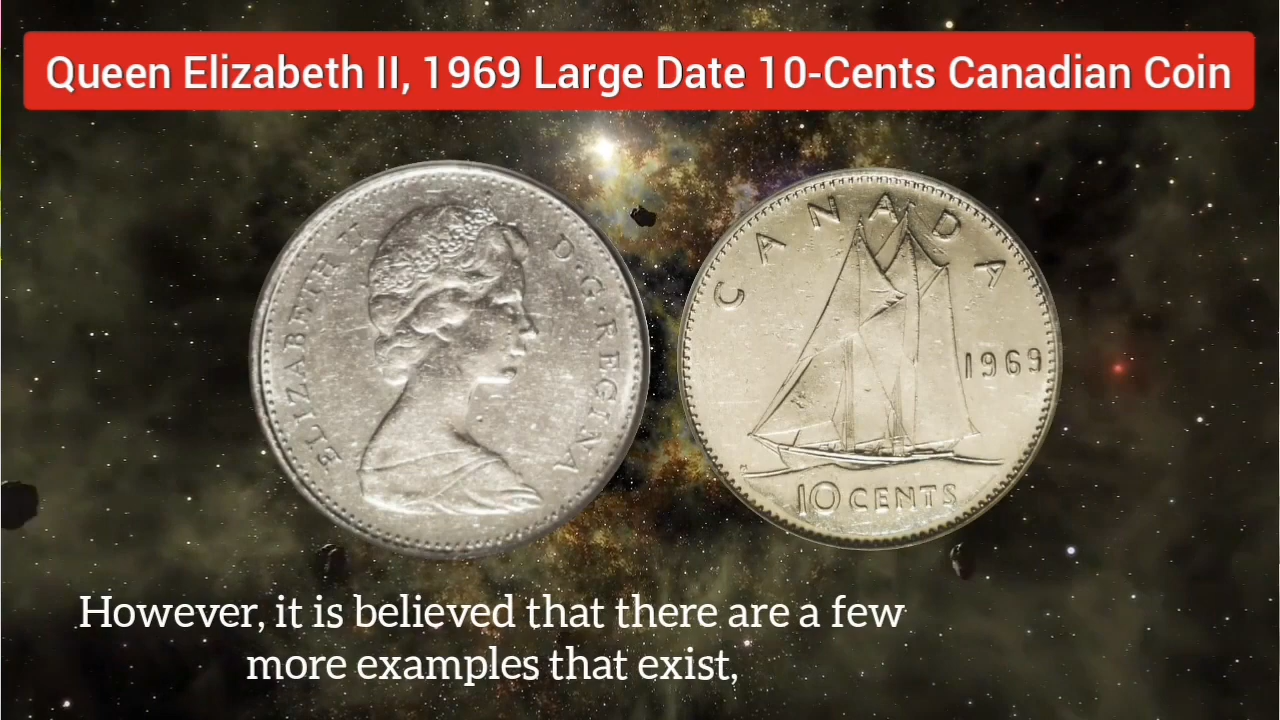 Queen Elizabeth II, 1969 Large Date 10-Cents Canadian Coin
ELIZABETH II D·G·REGINA
CANADA
1969
10 CENTS
However, it is believed that there are a few
more examples that exist,